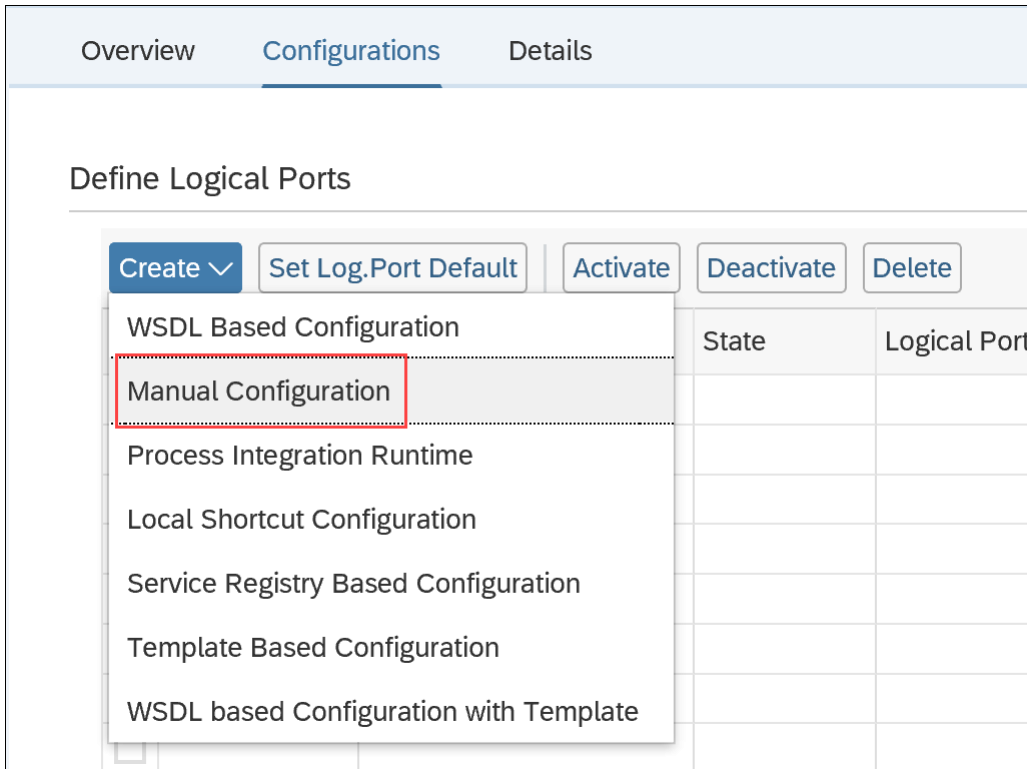 Overview Configurations Details
Define Logical Ports
Create Set Log.Port Default Activate Deactivate Delete
WSDL Based Configuration
State Logical Port
Manual Configuration
Process Integration Runtime
Local Shortcut Configuration
Service Registry Based Configuration
Template Based Configuration
WSDL based Configuration with Template